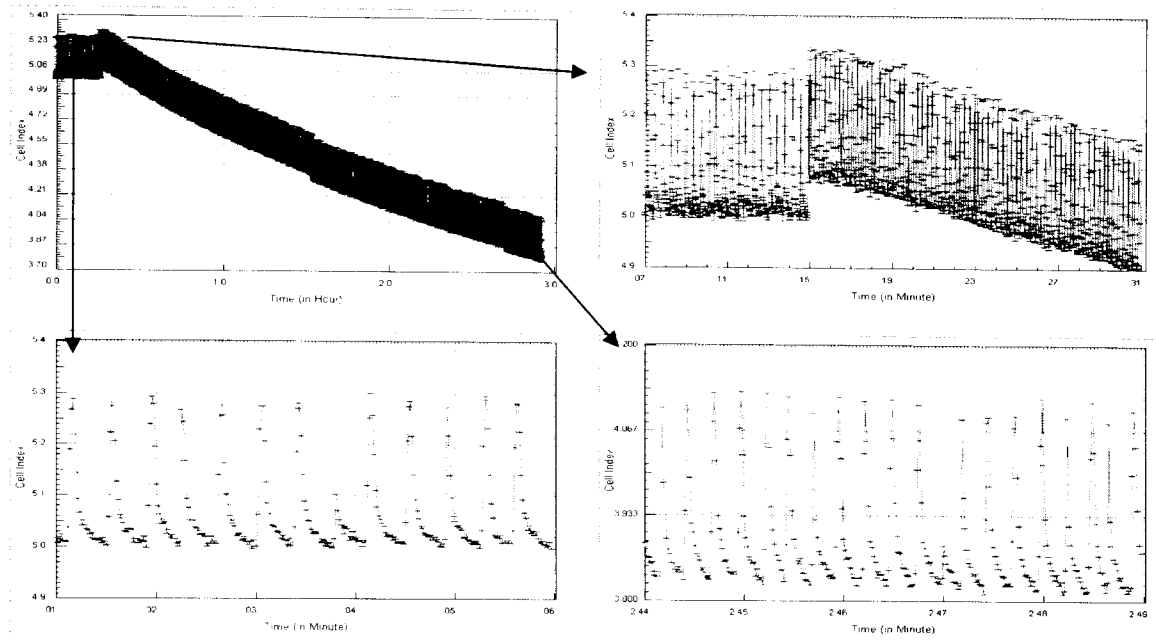 5.40
5.23
5.06
4.89
4.72
4.55
4.38
4.21
4.04
3.87
3.70
Cell Index
0.0 1.0 2.0 3.0
Time (in Hour)
5.4
5.3
5.2
5.1
5.0
4.9
Cell Index
07 11 15 19 23 27 31
Time (in Minute)
5.4
5.3
5.2
5.1
5.0
4.9
Cell Index
01 02 03 04 05 06
Time (in Minute)
.200
4.067
3.933
3.800
Cell Index
2.44 2.45 2.46 2.47 2.48 2.49
Time (in Minute)